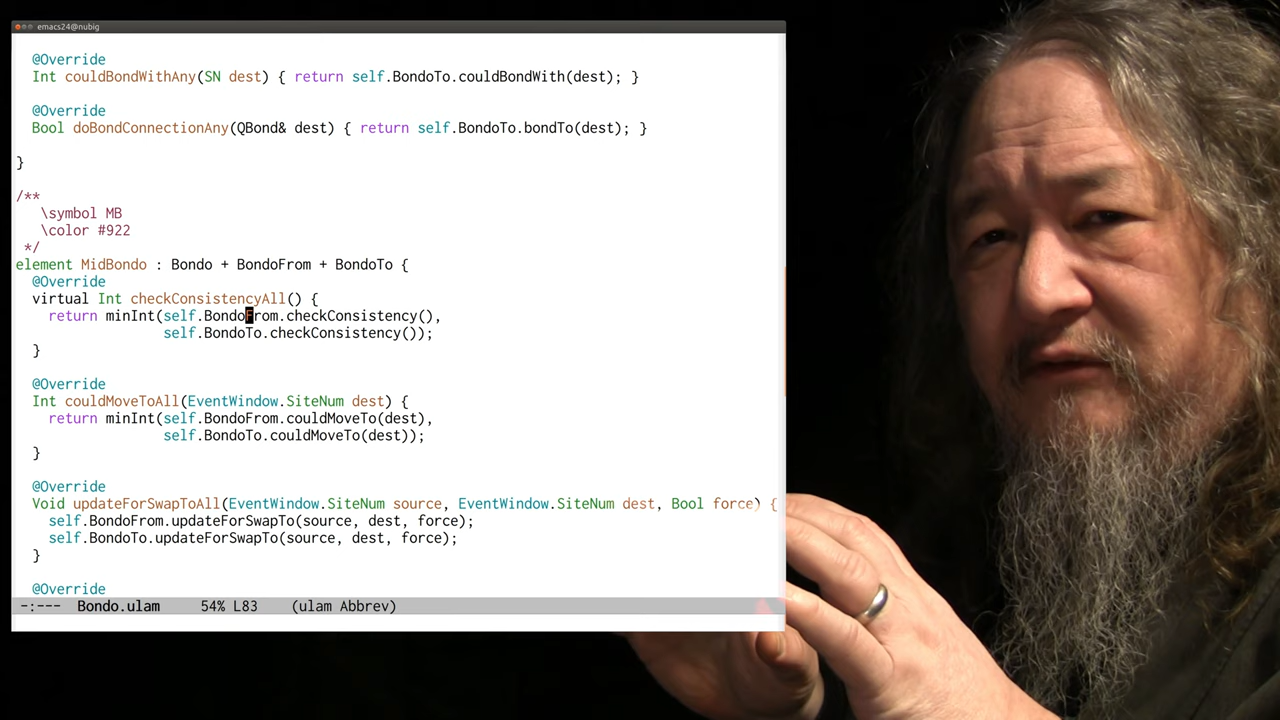 emacs24@nubig
@Override
Int couldBondWithAny(SN dest) { return self.BondoTo.couldBondWith(dest); }
@Override
Bool doBondConnectionAny(QBond& dest) { return self.BondoTo.bondTo(dest); }
}
/**
\symbol MB
\color #922
*/
element MidBondo : Bondo + BondoFrom + BondoTo {
@Override
virtual Int checkConsistencyAll() {
return minInt(self.BondoFrom.checkConsistency(),
self.BondoTo.checkConsistency());
}
@Override
Int couldMoveToAll(EventWindow.SiteNum dest) {
return minInt(self.BondoFrom.couldMoveTo(dest),
self.BondoTo.couldMoveTo(dest));
}
@Override
Void updateForSwapToAll(EventWindow.SiteNum source, EventWindow.SiteNum dest, Bool force) {
self.BondoFrom.updateForSwapTo(source, dest, force);
self.BondoTo.updateForSwapTo(source, dest, force);
}
@Override
-:--- Bondo.ulam 54% L83 (ulam Abbrev)